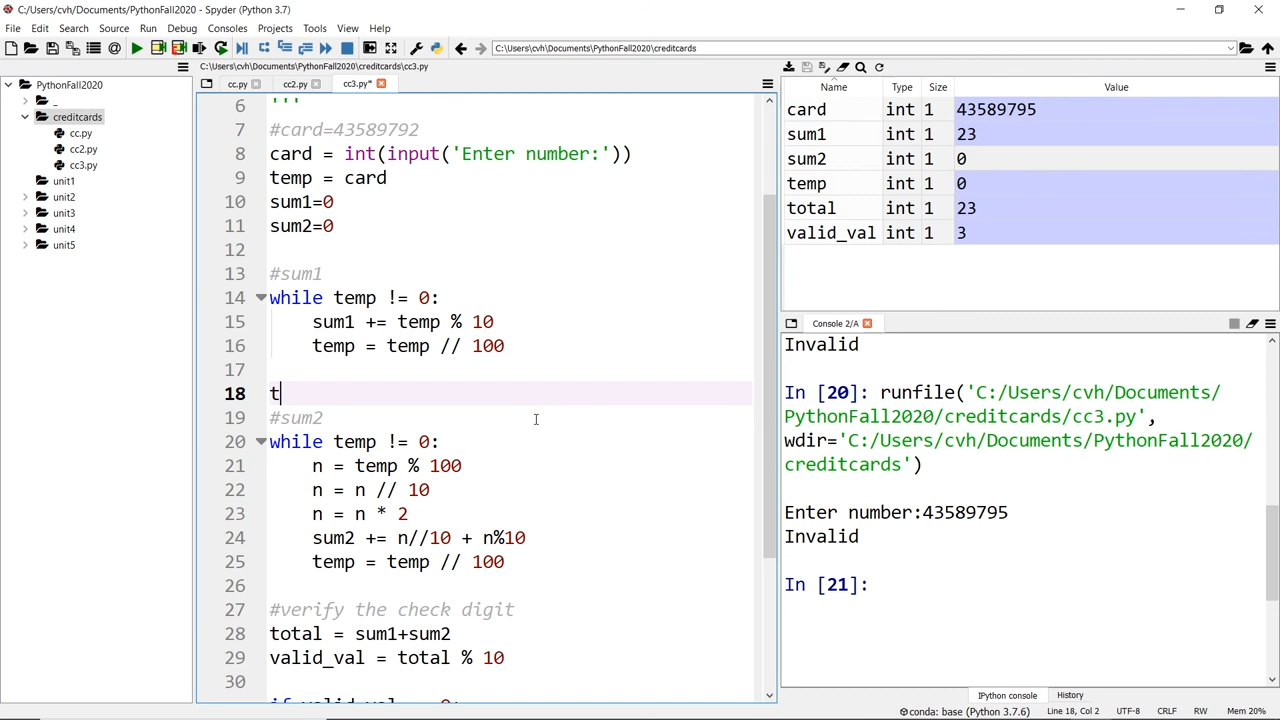 C:/Users/cvh/Documents/PythonFall2020 - Spyder (Python 3.7)
File Edit Search Source Run Debug Consoles Projects Tools View Help
C:\Users\cvh\Documents\PythonFall2020\creditcards
C:\Users\cvh\Documents\PythonFall2020\creditcards\cc3.py
PythonFall2020
_
creditcards
cc.py
cc2.py
cc3.py
unit1
unit2
unit3
unit4
unit5
cc.py cc2.py cc3.py*
6 '''
7 #card=43589792
8 card = int(input('Enter number:'))
9 temp = card
10 sum1=0
11 sum2=0
12
13 #sum1
14 while temp != 0:
15 sum1 += temp % 10
16 temp = temp // 100
17
18 t
19 #sum2
20 while temp != 0:
21 n = temp % 100
22 n = n // 10
23 n = n * 2
24 sum2 += n//10 + n%10
25 temp = temp // 100
26
27 #verify the check digit
28 total = sum1+sum2
29 valid_val = total % 10
30
Name Type Size Value
card int 1 43589795
sum1 int 1 23
sum2 int 1 0
temp int 1 0
total int 1 23
valid_val int 1 3
Console 2/A
Invalid
In [20]: runfile('C:/Users/cvh/Documents/
PythonFall2020/creditcards/cc3.py',
wdir='C:/Users/cvh/Documents/PythonFall2020/
creditcards')
Enter number:43589795
Invalid
In [21]:
IPython console History
conda: base (Python 3.7.6) Line 18, Col 2 UTF-8 CRLF RW Mem 20%